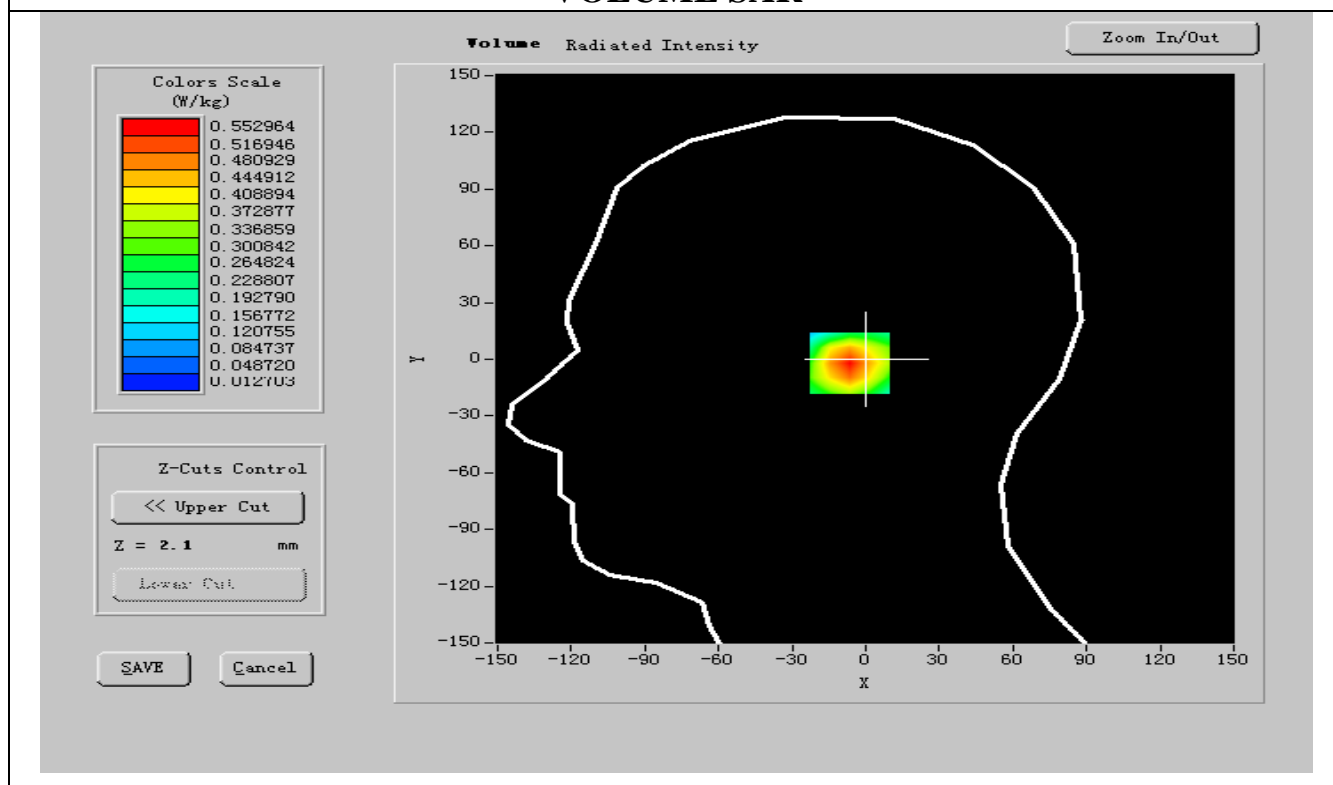 VOLUME SAR
Volume Radiated Intensity
Zoom In/Out
Colors Scale
(W/kg)
0.552964
0.516946
0.480929
0.444912
0.408894
0.372877
0.336859
0.300842
0.264824
0.228807
0.192790
0.156772
0.120755
0.084737
0.048720
0.012703
Z-Cuts Control
<< Upper Cut
Z = 2.1 mm
Lower Cut
SAVE Cancel
150
120
90
60
30
0
-30
-60
-90
-120
-150
Y
-150 -120 -90 -60 -30 0 30 60 90 120 150
X